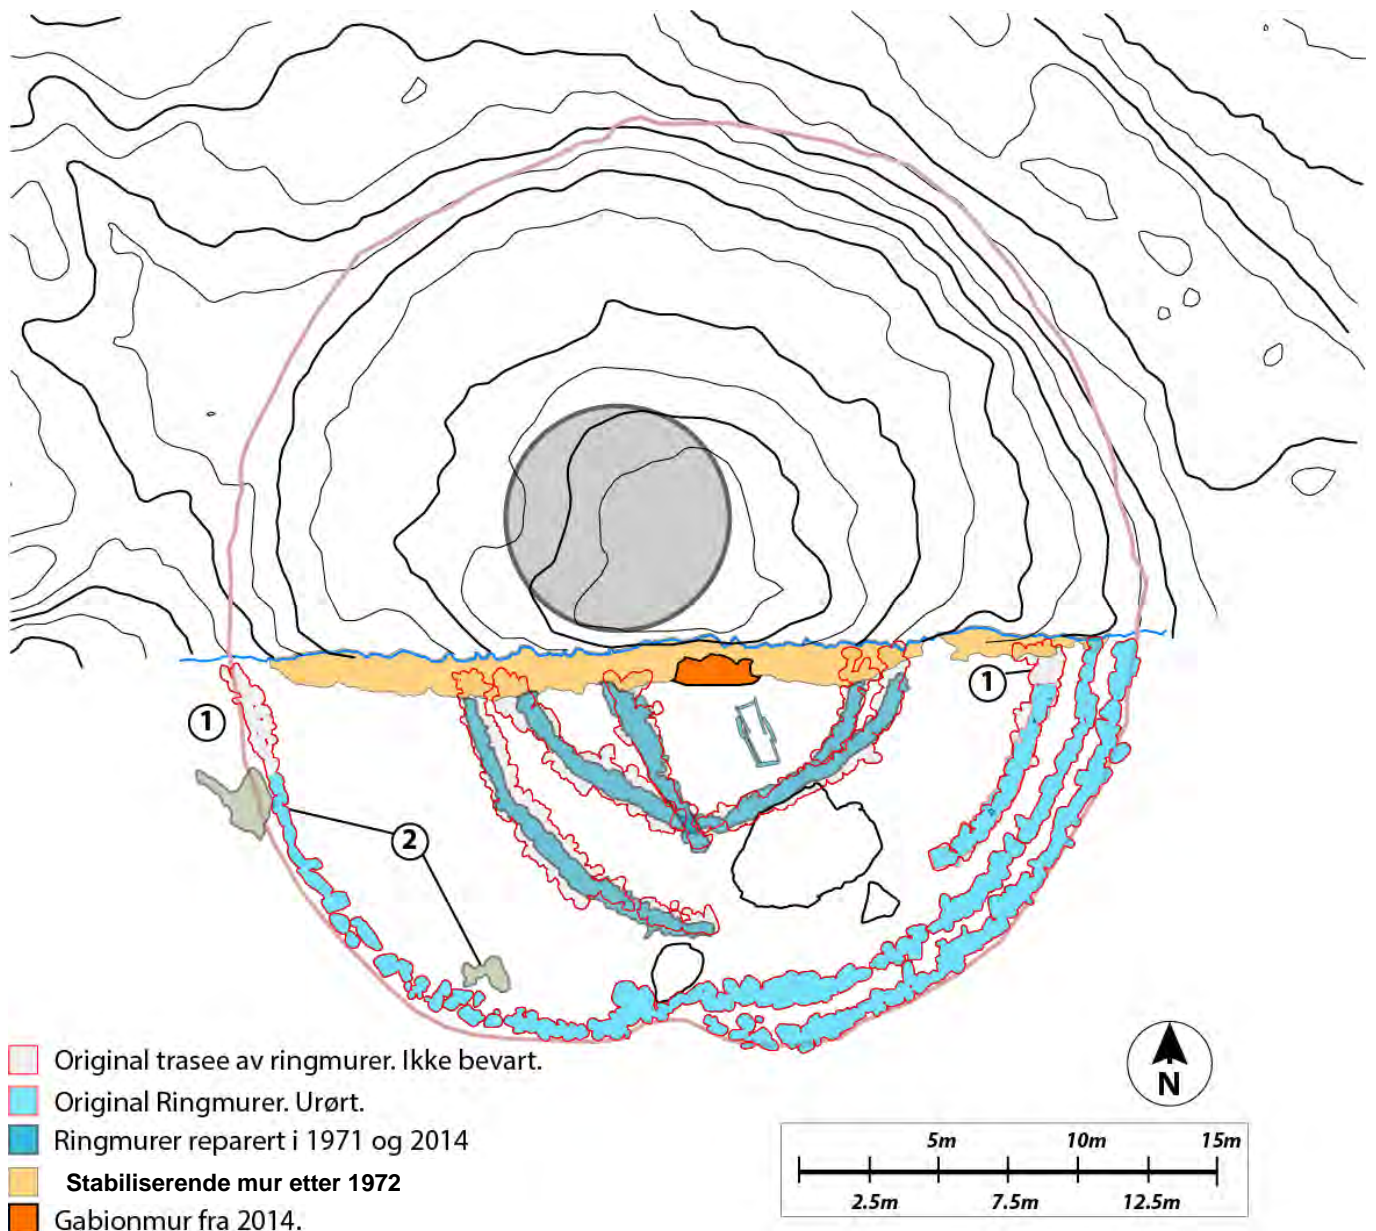 1
1
2
Original trasee av ringmurer. Ikke bevart.
Original Ringmurer. Urørt.
Ringmurer reparert i 1971 og 2014
Stabiliserende mur etter 1972
Gabionmur fra 2014.
N
5m 10m 15m
2.5m 7.5m 12.5m